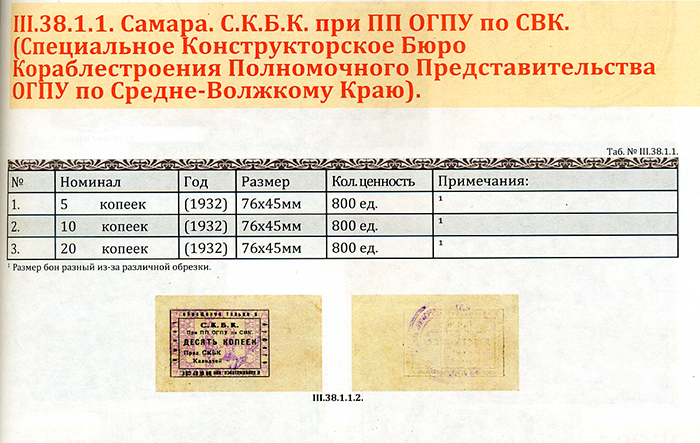 III.38.1.1. Самара. С.К.Б.К. при ПП ОГПУ по СВК.
(Специальное Конструкторское Бюро
Кораблестроения Полномочного Представительства
ОГПУ по Средне-Волжкому Краю).
Таб. № III.38.1.1.
№ Номинал Год Размер Кол.ценность Примечания:
1. 5 копеек (1932) 76х45мм 800 ед. ¹
2. 10 копеек (1932) 76х45мм 800 ед. ¹
3. 20 копеек (1932) 76х45мм 800 ед. ¹
¹ Размер бон разный из-за различной обрезки.
С.К.Б.К.
При ПП ОГПУ по СВК.
ДЕСЯТЬ КОПЕЕК
Пред СКБК
III.38.1.1.2.